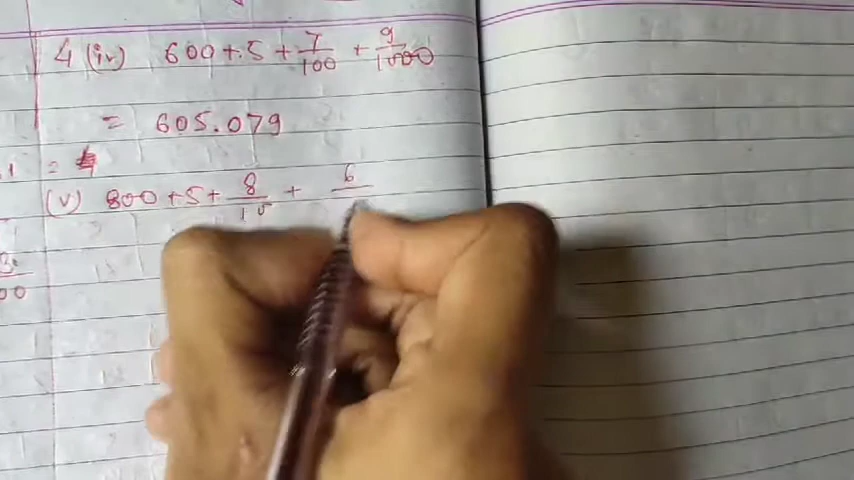 4 (iv) 600 + 5 + 7/100 + 9/1000
= 605.079
(v) 800 + 5 + 8/10 + 6